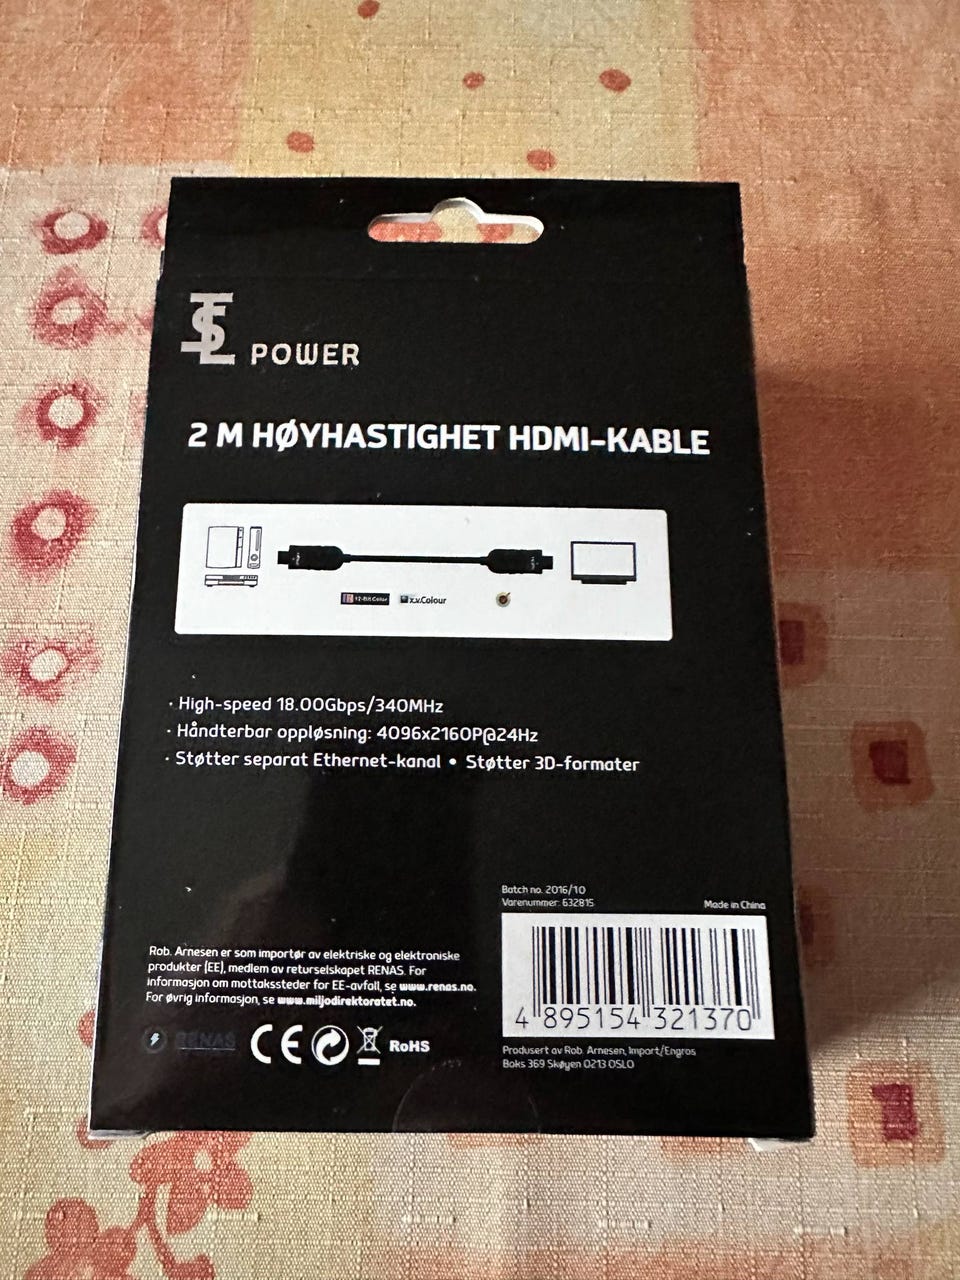 TSL POWER
2 M HØYHASTIGHET HDMI-KABLE
12-Bit Color x.v.Colour
· High-speed 18.00Gbps/340MHz
· Håndterbar oppløsning: 4096x2160P@24Hz
· Støtter separat Ethernet-kanal • Støtter 3D-formater
Batch no. 2016/10
Varenummer: 632815 Made in China
4 895154 321370
Rob. Arnesen er som importør av elektriske og elektroniske
produkter (EE), medlem av returselskapet RENAS. For
informasjon om mottakssteder for EE-avfall, se www.renas.no.
For øvrig informasjon, se www.miljodirektoratet.no.
RENAS CE RoHS
Produsert av Rob. Arnesen, Import/Engros
Boks 369 Skøyen 0213 OSLO